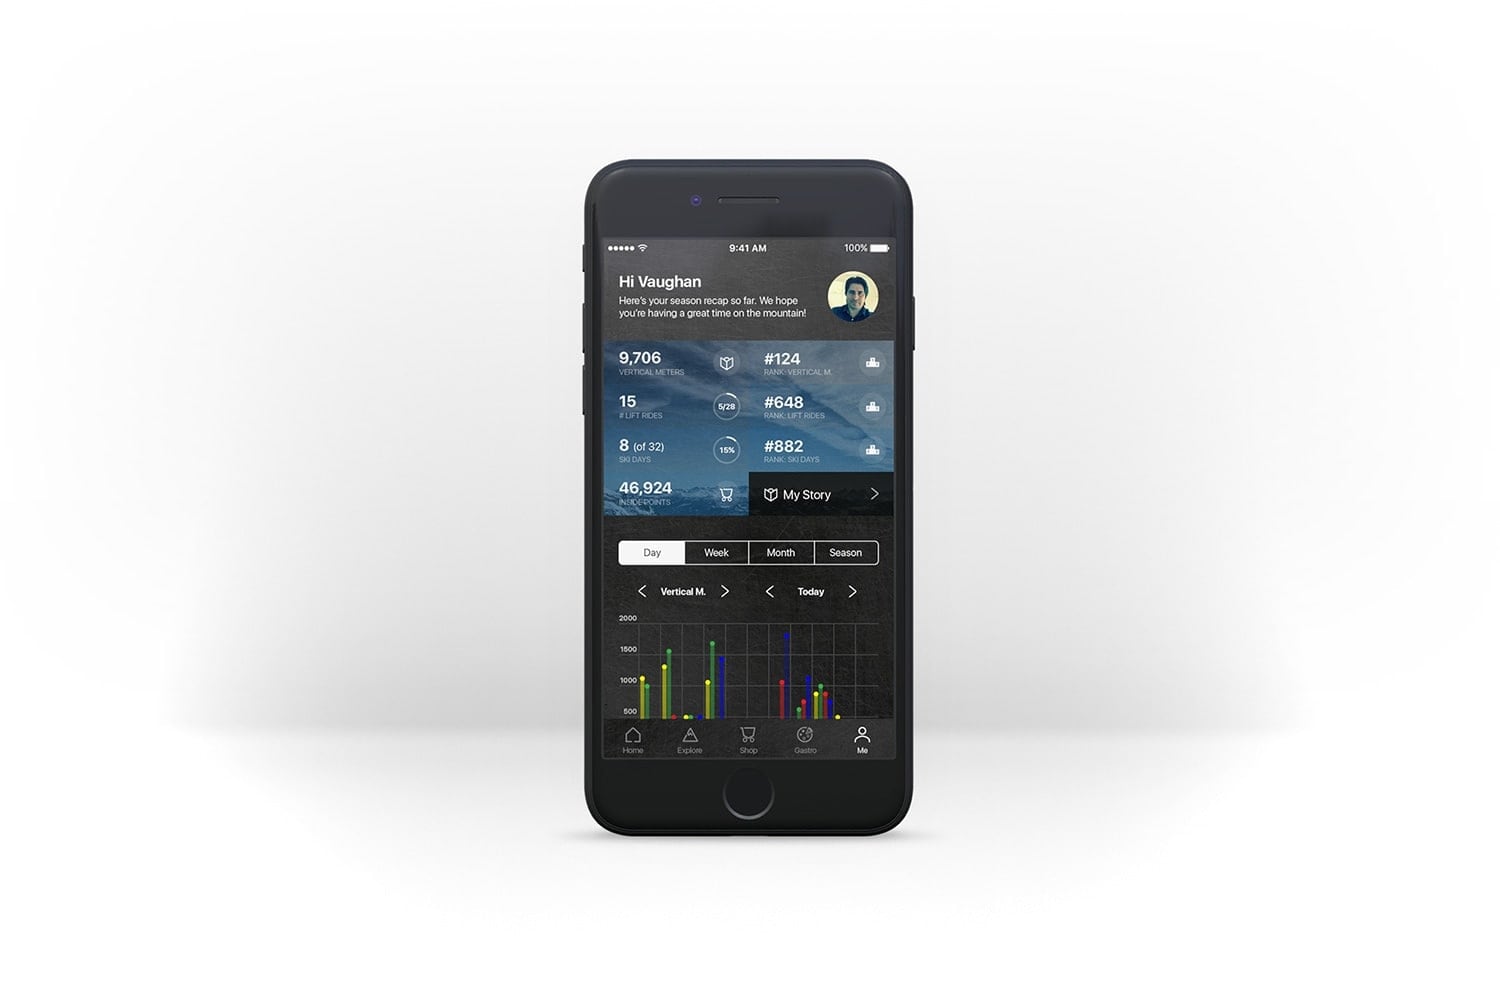 9:41 AM
100%
Hi Vaughan
Here's your season recap so far. We hope
you're having a great time on the mountain!
9,706
VERTICAL METERS
#124
RANK: VERTICAL M.
15
# LIFT RIDES
5/28
#648
RANK: LIFT RIDES
8 (of 32)
SKI DAYS
15%
#882
RANK: SKI DAYS
46,924
INSIDE POINTS
My Story
Day
Week
Month
Season
Vertical M.
Today
2000
1500
1000
500
Home
Explore
Shop
Gastro
Me